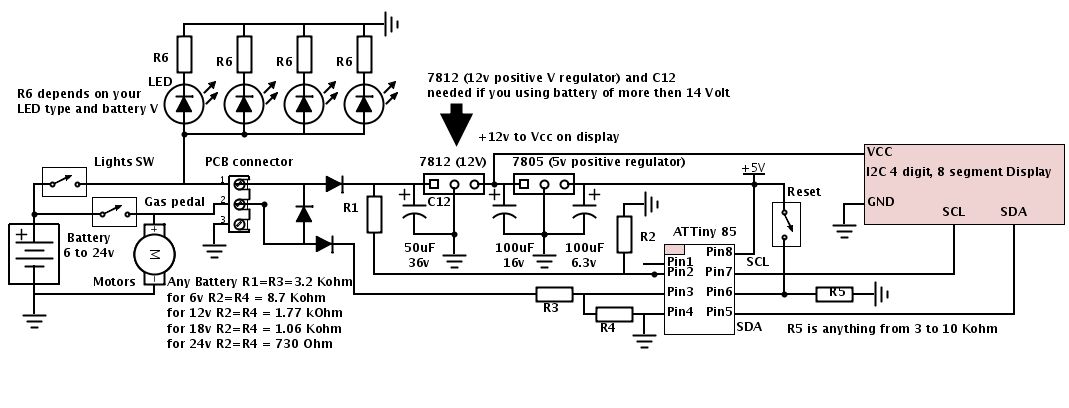 R6
R6
R6
R6
LED
R6 depends on your
LED type and battery V
7812 (12v positive V regulator) and C12
needed if you using battery of more then 14 Volt
+12v to Vcc on display
Lights SW
PCB connector
7812 (12V)
7805 (5v positive regulator)
+5V
VCC
I2C 4 digit, 8 segment Display
GND
SCL
SDA
Gas pedal
1
2
3
R1
+
C12
+
+
Reset
Battery
6 to 24v
+
+
M
-
Motors
50uF
36v
100uF
16v
100uF
6.3v
R2
ATTiny 85
Pin1
Pin2
Pin3
Pin4
Pin8
Pin7
Pin6
Pin5
SCL
SDA
Any Battery R1=R3=3.2 Kohm
for 6v R2=R4 = 8.7 Kohm
for 12v R2=R4 = 1.77 kOhm
for 18v R2=R4 = 1.06 Kohm
for 24v R2=R4 = 730 Ohm
R3
R4
R5
R5 is anything from 3 to 10 Kohm